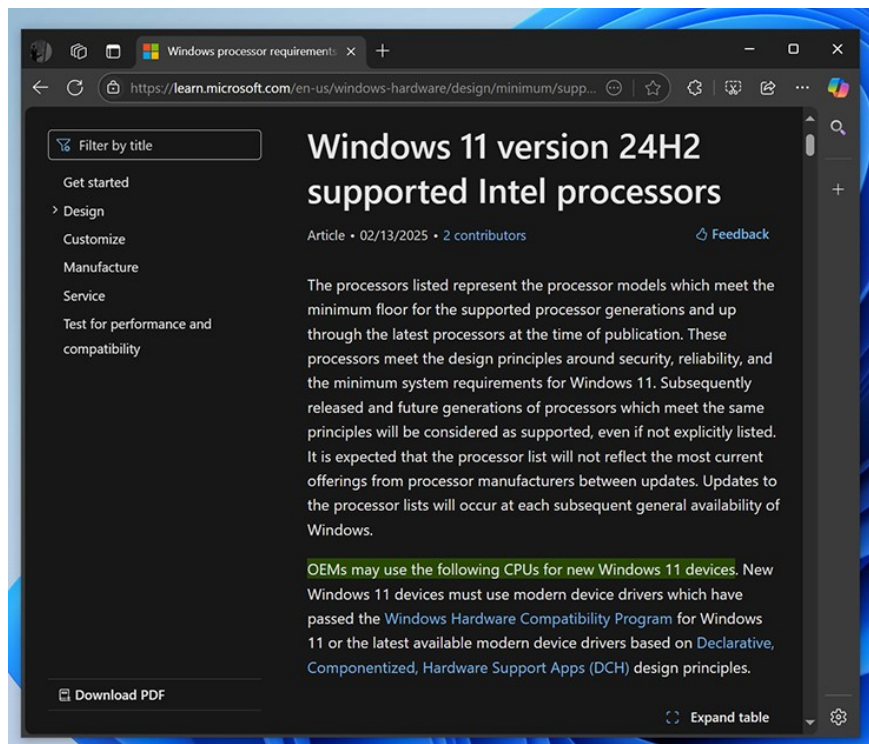 Windows processor requirements
https://learn.microsoft.com/en-us/windows-hardware/design/minimum/supp...
Filter by title
Get started
Design
Customize
Manufacture
Service
Test for performance and
compatibility
Download PDF
Windows 11 version 24H2
supported Intel processors
Article • 02/13/2025 • 2 contributors
Feedback
The processors listed represent the processor models which meet the
minimum floor for the supported processor generations and up
through the latest processors at the time of publication. These
processors meet the design principles around security, reliability, and
the minimum system requirements for Windows 11. Subsequently
released and future generations of processors which meet the same
principles will be considered as supported, even if not explicitly listed.
It is expected that the processor list will not reflect the most current
offerings from processor manufacturers between updates. Updates to
the processor lists will occur at each subsequent general availability of
Windows.
OEMs may use the following CPUs for new Windows 11 devices. New
Windows 11 devices must use modern device drivers which have
passed the Windows Hardware Compatibility Program for Windows
11 or the latest available modern device drivers based on Declarative,
Componentized, Hardware Support Apps (DCH) design principles.
Expand table